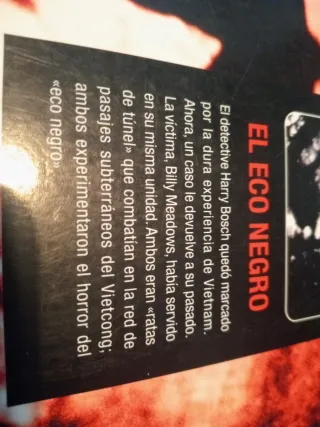 EL ECO NEGRO
El detective Harry Bosch quedó marcado
por la dura experiencia de Vietnam.
Ahora, un caso le devuelve a su pasado.
La víctima, Billy Meadows, había servido
en su misma unidad. Ambos eran «ratas
de túnel» que combatían en la red de
pasajes subterráneos del Vietcong;
ambos experimentaron el horror del
«eco negro»